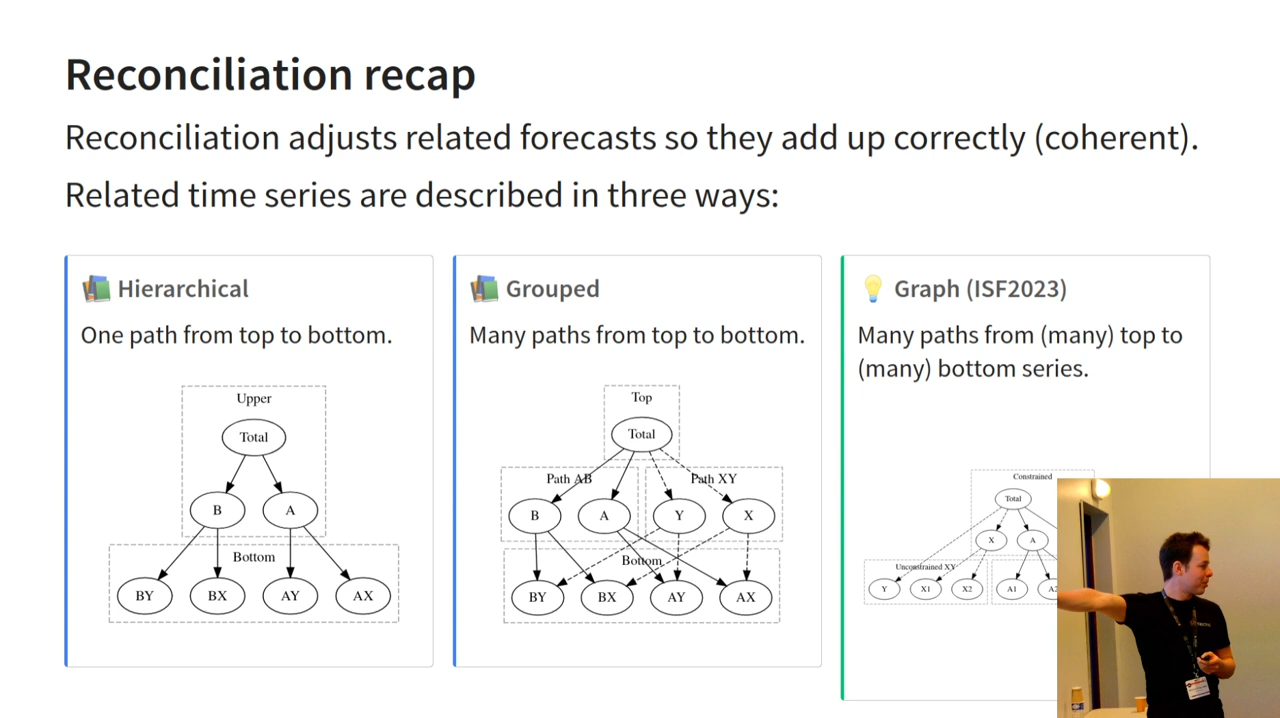 Reconciliation recap
Reconciliation adjusts related forecasts so they add up correctly (coherent).
Related time series are described in three ways:
Hierarchical
One path from top to bottom.
Upper
Total
B A
Bottom
BY BX AY AX
Grouped
Many paths from top to bottom.
Top
Total
Path AB Path XY
B A Y X
Bottom
BY BX AY AX
Graph (ISF2023)
Many paths from (many) top to
(many) bottom series.
Constrained
Total
X A
Unconstrained XY
Y X1 X2 A1